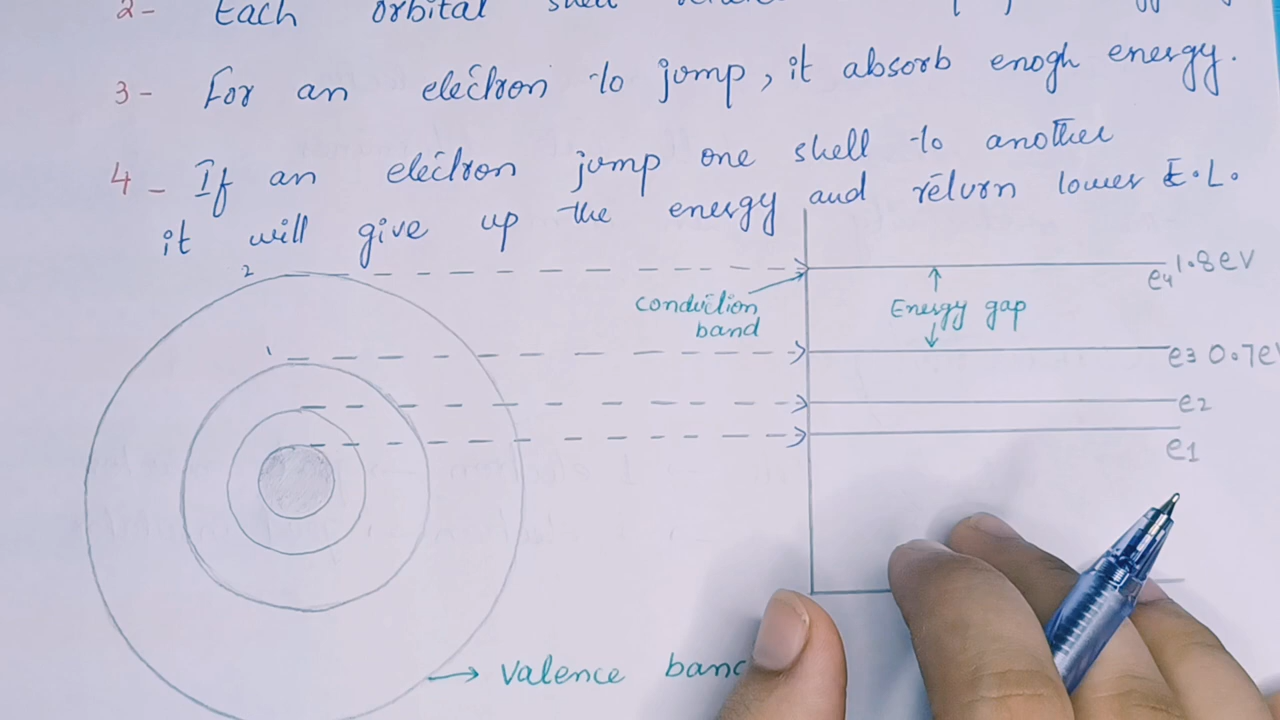 2- Each orbital shell
3- For an electron to jump, it absorb enogh energy.
4- If an electron jump one shell to another
it will give up the energy and return lower E.L.
2
1
conduction
band
Energy gap
e4 1.8eV
e3 0.7e
e2
e1
Valence